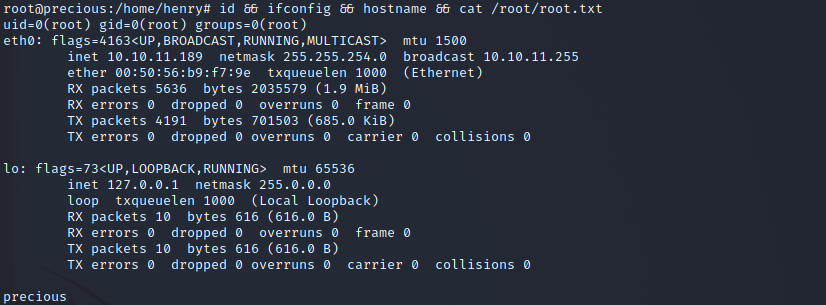 root@precious:/home/henry# id && ifconfig && hostname && cat /root/root.txt
uid=0(root) gid=0(root) groups=0(root)
eth0: flags=4163<UP,BROADCAST,RUNNING,MULTICAST>  mtu 1500
        inet 10.10.11.189  netmask 255.255.254.0  broadcast 10.10.11.255
        ether 00:50:56:b9:f7:9e  txqueuelen 1000  (Ethernet)
        RX packets 5636  bytes 2035579 (1.9 MiB)
        RX errors 0  dropped 0  overruns 0  frame 0
        TX packets 4191  bytes 701503 (685.0 KiB)
        TX errors 0  dropped 0 overruns 0  carrier 0  collisions 0

lo: flags=73<UP,LOOPBACK,RUNNING>  mtu 65536
        inet 127.0.0.1  netmask 255.0.0.0
        loop  txqueuelen 1000  (Local Loopback)
        RX packets 10  bytes 616 (616.0 B)
        RX errors 0  dropped 0  overruns 0  frame 0
        TX packets 10  bytes 616 (616.0 B)
        TX errors 0  dropped 0 overruns 0  carrier 0  collisions 0

precious